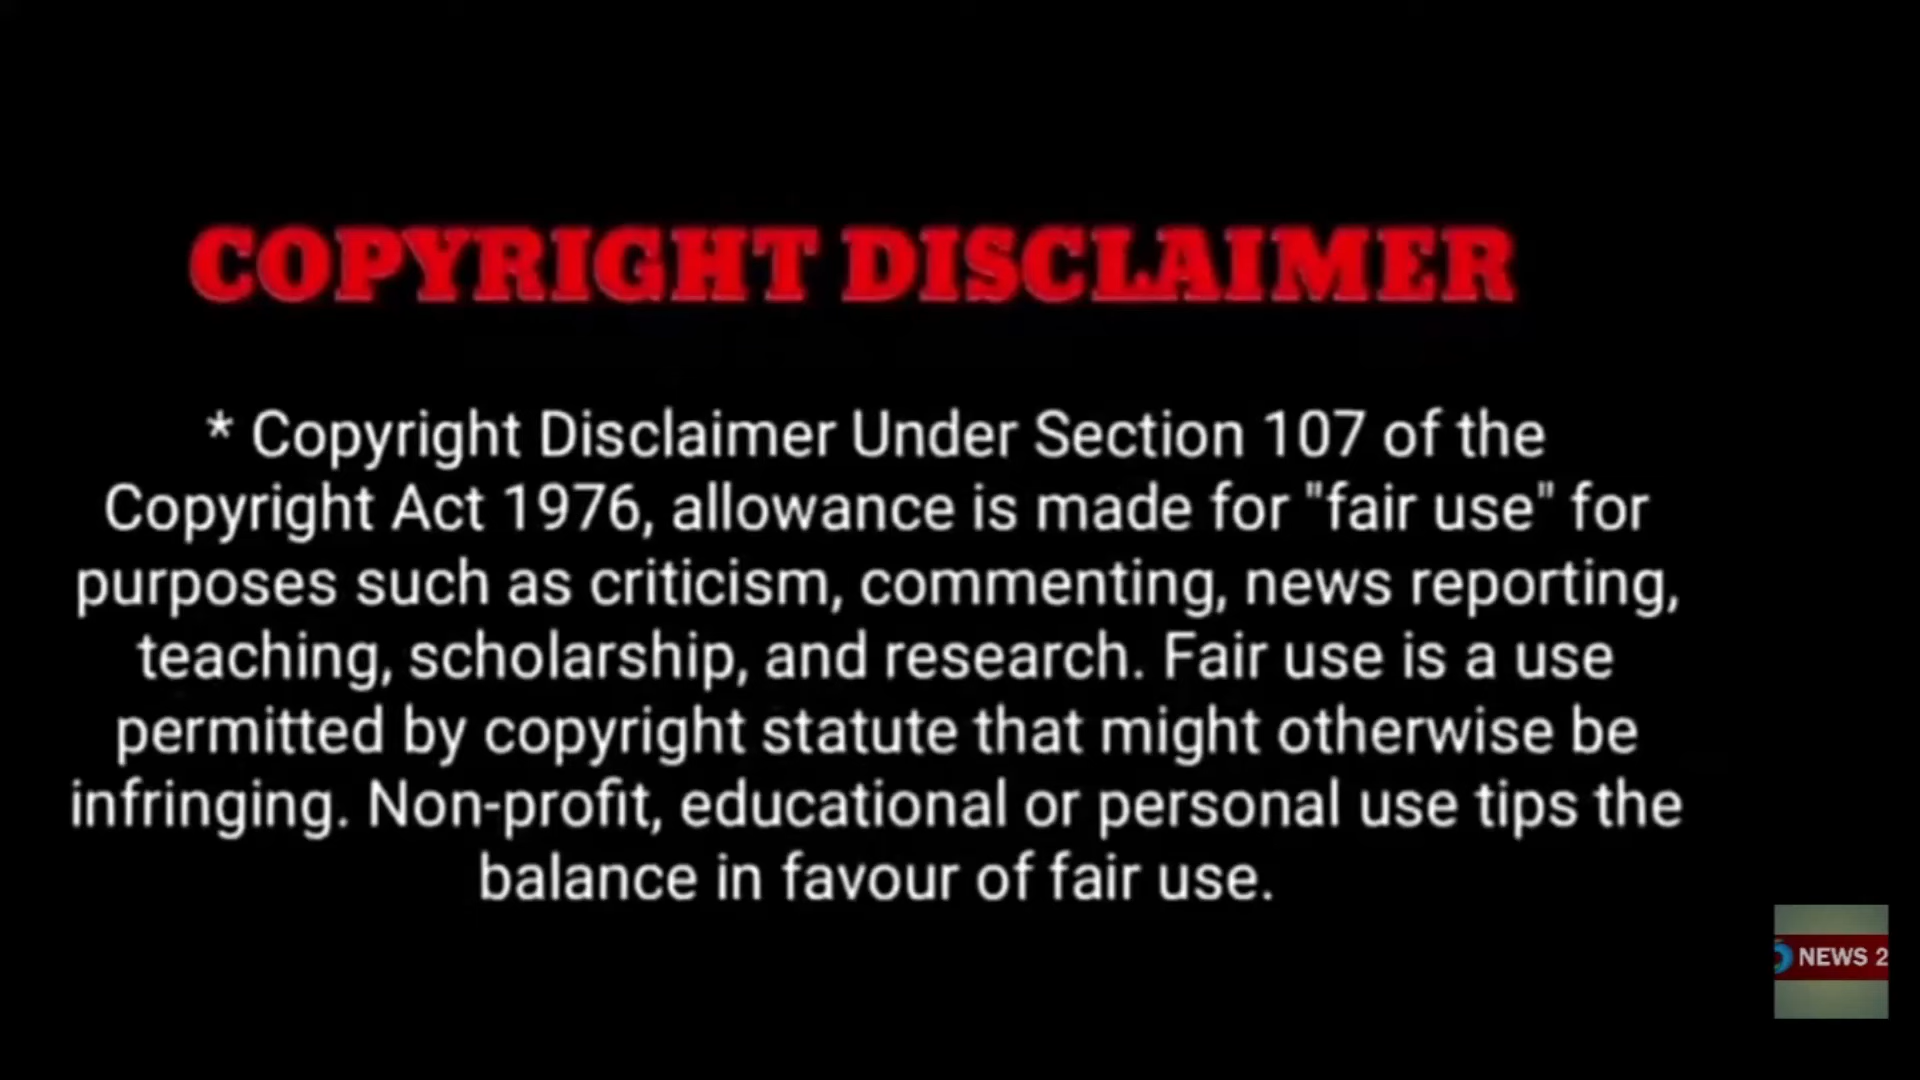 COPYRIGHT DISCLAIMER
* Copyright Disclaimer Under Section 107 of the
Copyright Act 1976, allowance is made for "fair use" for
purposes such as criticism, commenting, news reporting,
teaching, scholarship, and research. Fair use is a use
permitted by copyright statute that might otherwise be
infringing. Non-profit, educational or personal use tips the
balance in favour of fair use.
NEWS 2